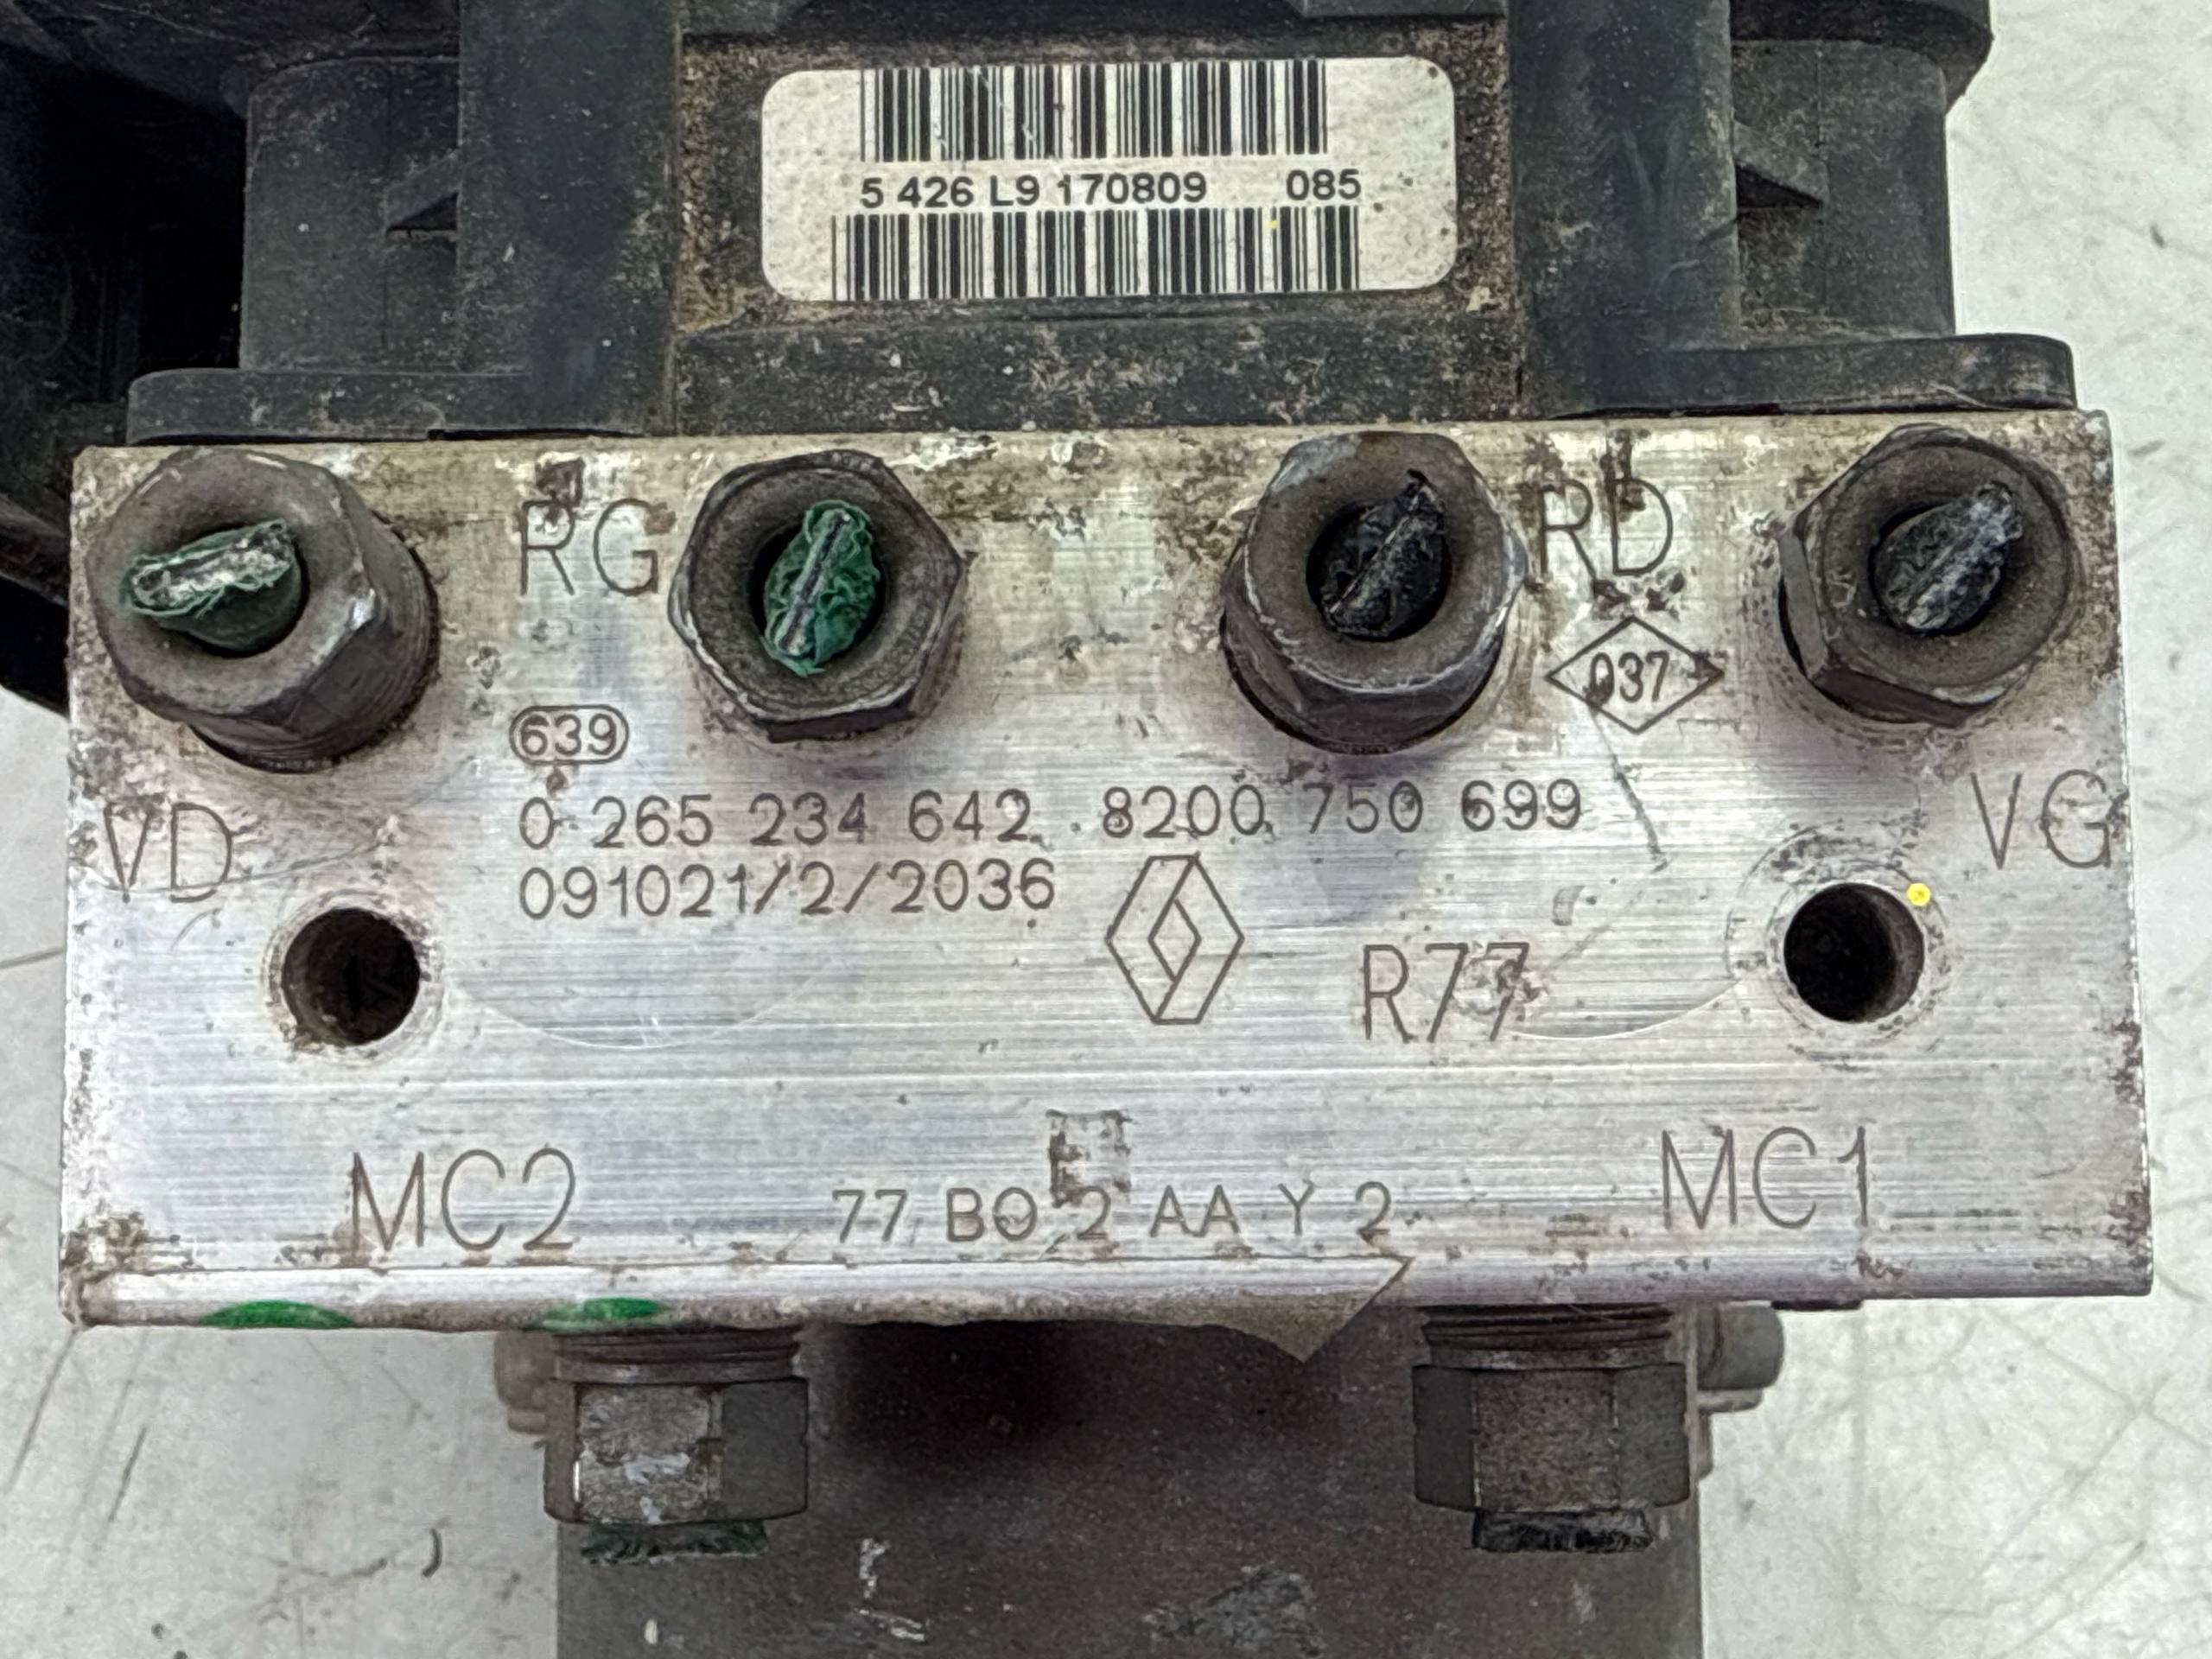 5 426 L9 170809 085
RG
RD
037
639
VD
0 265 234 642 8200 750 699
VG
091021/2/2036
R77
MC2
MC1
77 BO 2 AA Y 2